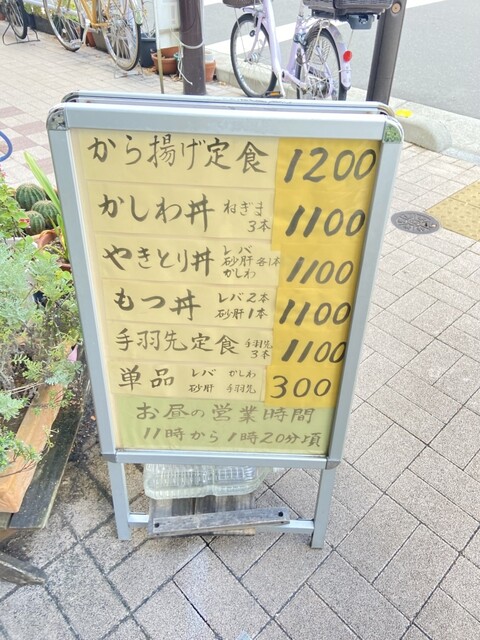 から揚げ定食 1200
かしわ丼 ねぎま 3本 1100
やきとり丼 レバ 砂肝 かしわ 各1本 1100
もつ丼 レバ2本 砂肝1本 1100
手羽先定食 手羽先 3本 1100
単品 レバ かしわ 砂肝 手羽先 300
お昼の営業時間
11時から1時20分頃